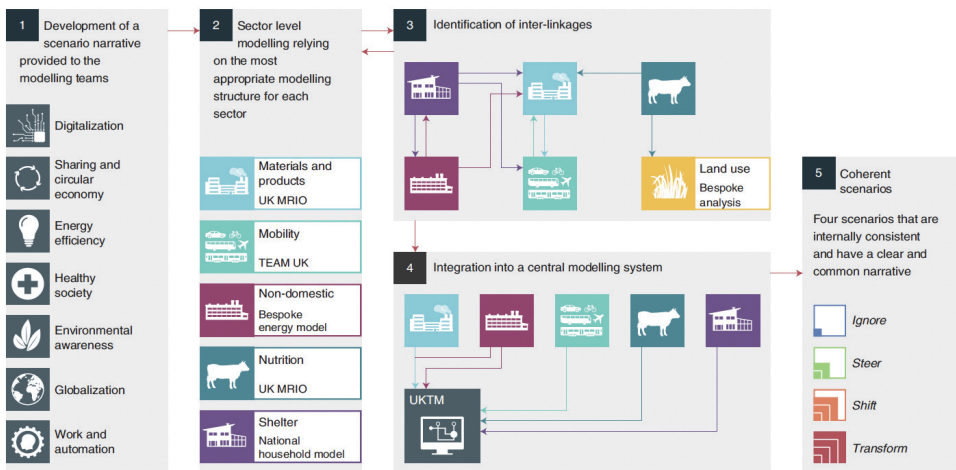 1 Development of a
scenario narrative
provided to the
modelling teams
Digitalization
Sharing and
circular
economy
Energy
efficiency
Healthy
society
Environmental
awareness
Globalization
Work and
automation
2 Sector level
modelling relying
on the most
appropriate modelling
structure for each
sector
Materials and
products
UK MRIO
Mobility
TEAM UK
Non-domestic
Bespoke
energy model
Nutrition
UK MRIO
Shelter
National
household model
3 Identification of inter-linkages
Land use
Bespoke
analysis
4 Integration into a central modelling system
UKTM
5 Coherent
scenarios
Four scenarios that are
internally consistent
and have a clear and
common narrative
Ignore
Steer
Shift
Transform